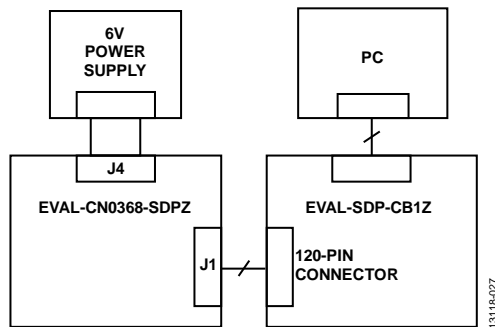 6V
POWER
SUPPLY
PC
J4
EVAL-CN0368-SDPZ
EVAL-SDP-CB1Z
J1
120-PIN
CONNECTOR
13118-027